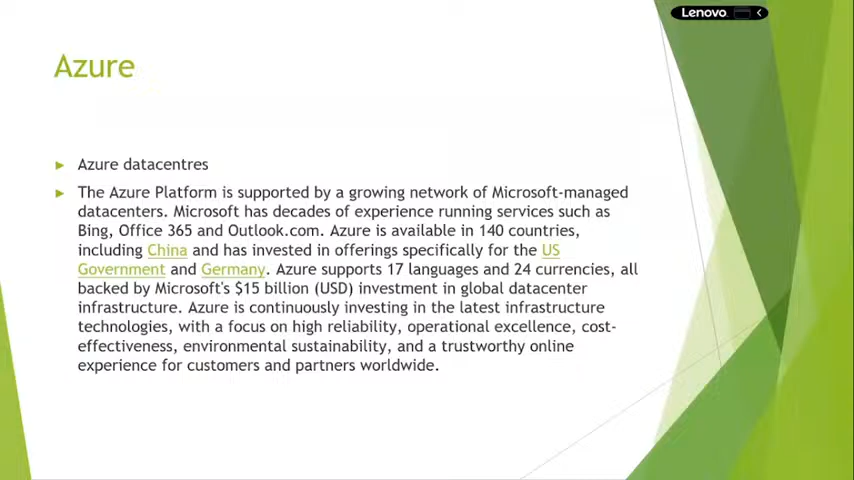 Lenovo
Azure
Azure datacentres
The Azure Platform is supported by a growing network of Microsoft-managed
datacenters. Microsoft has decades of experience running services such as
Bing, Office 365 and Outlook.com. Azure is available in 140 countries,
including China and has invested in offerings specifically for the US
Government and Germany. Azure supports 17 languages and 24 currencies, all
backed by Microsoft's $15 billion (USD) investment in global datacenter
infrastructure. Azure is continuously investing in the latest infrastructure
technologies, with a focus on high reliability, operational excellence, cost-
effectiveness, environmental sustainability, and a trustworthy online
experience for customers and partners worldwide.